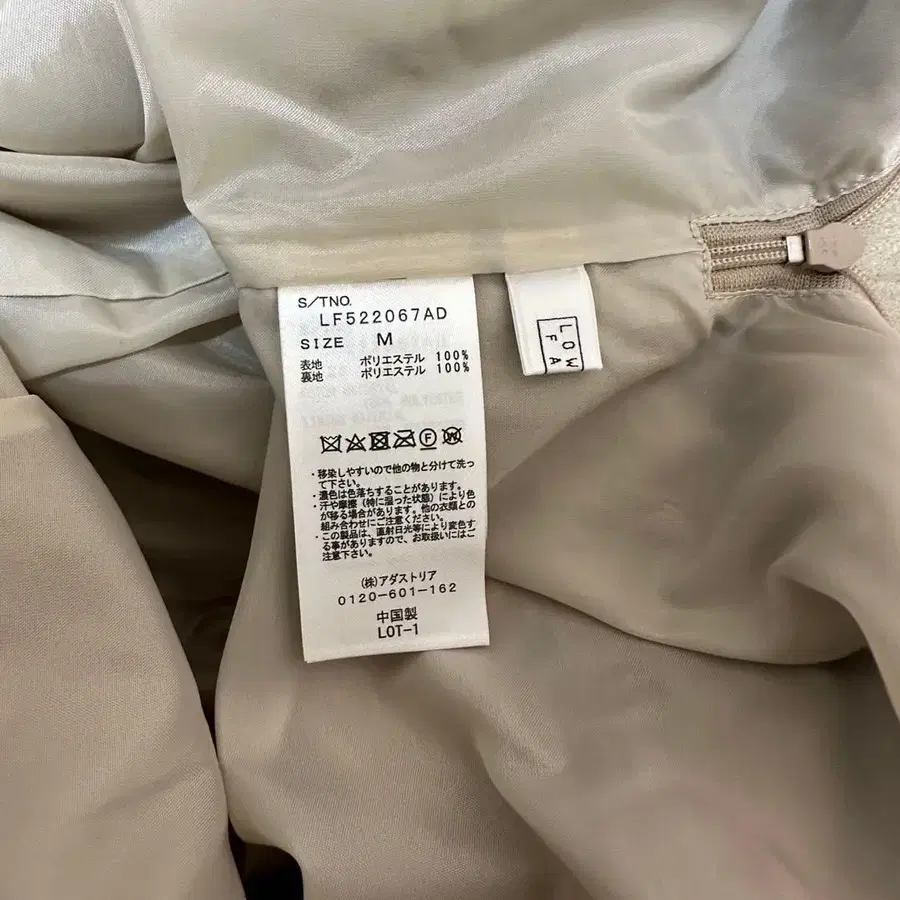 S/TNO.
LF522067AD
SIZE M
表地 ポリエステル 100%
裏地 ポリエステル 100%
F
W
・移染しやすいので他の物と分けて洗っ
て下さい。
・濃色は色落ちすることがあります。
・汗や摩擦(特に湿った状態)により色
が移る場合があります。他の衣類との
組み合わせにご注意ください。
・この製品は、直射日光等により変色す
る事がありますので、お取扱いにはご
注意下さい。
(株)アダストリア
0120-601-162
中国製
LOT-1
LOW
FA